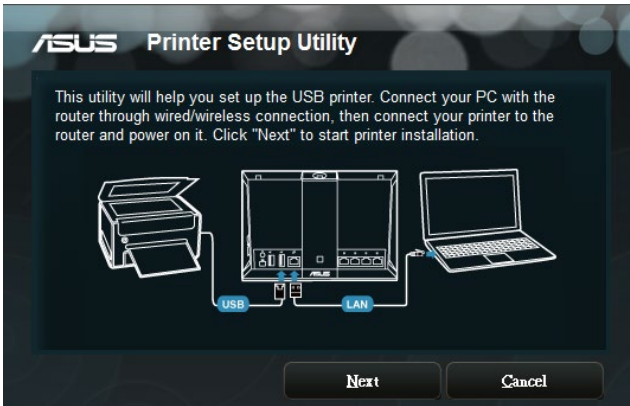 ASUS Printer Setup Utility
This utility will help you set up the USB printer. Connect your PC with the
router through wired/wireless connection, then connect your printer to the
router and power on it. Click "Next" to start printer installation.
ASUS
USB
LAN
Next
Cancel